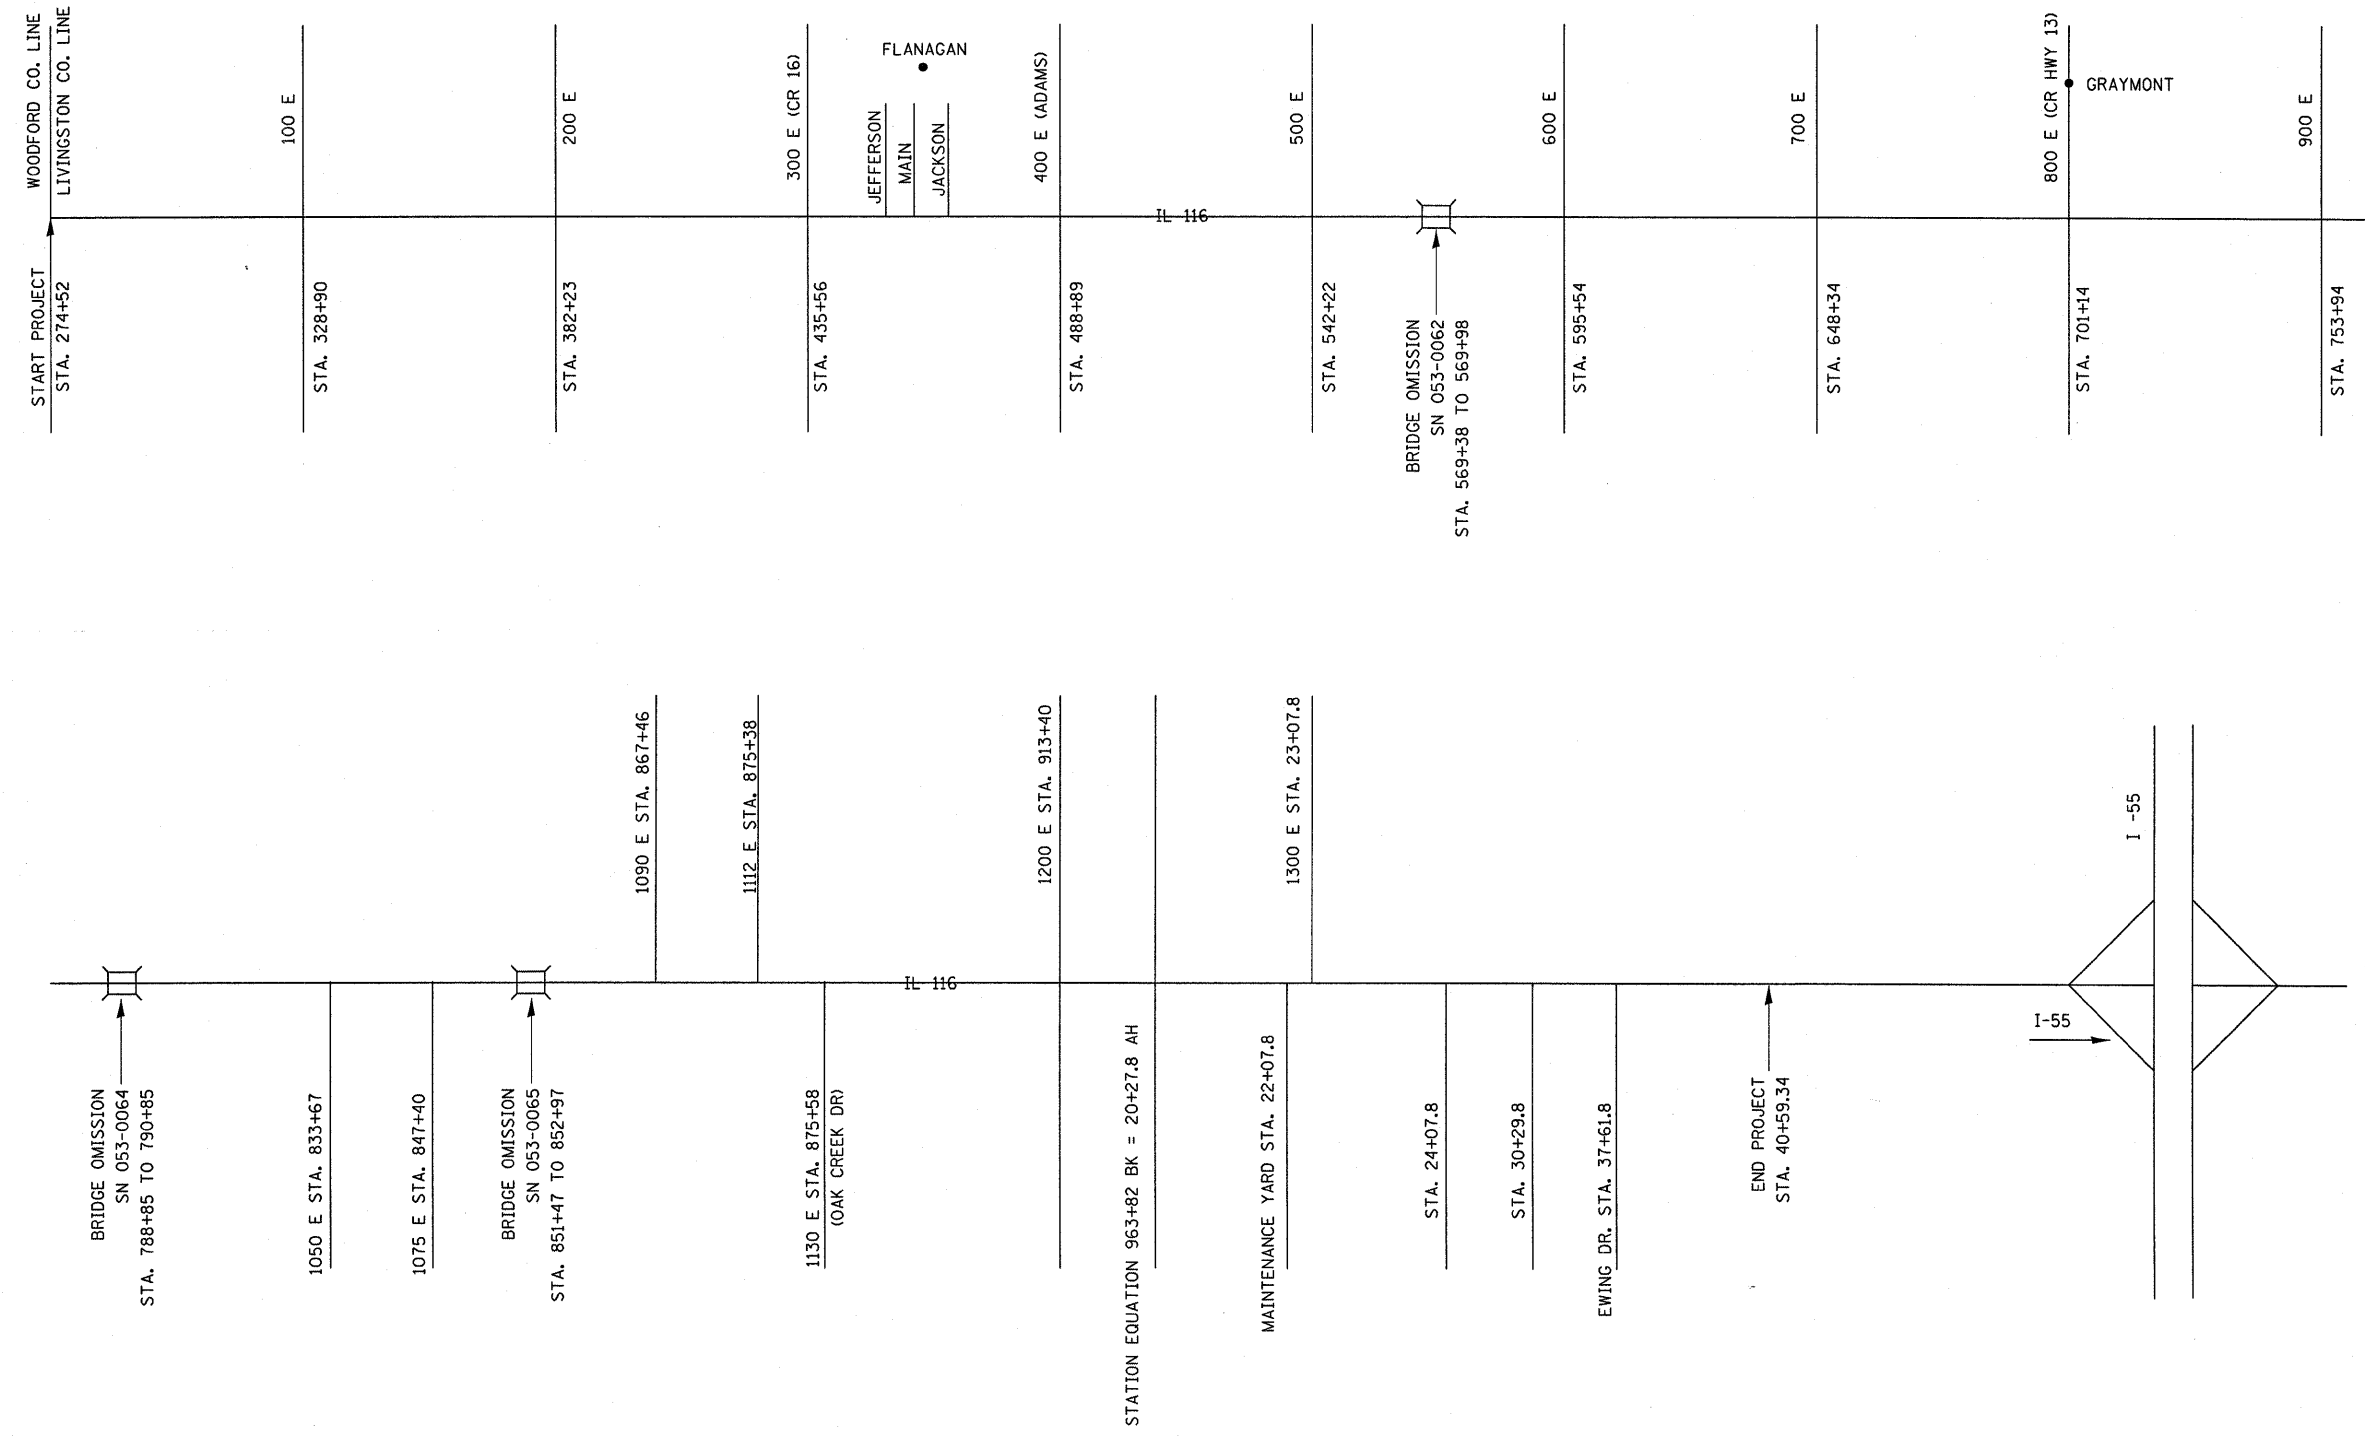 WOODFORD CO. LINE
LIVINGSTON CO. LINE
START PROJECT
STA. 274+52
100 E
STA. 328+90
200 E
STA. 382+23
300 E (CR 16)
STA. 435+56
JEFFERSON
MAIN
JACKSON
FLANAGAN
400 E (ADAMS)
STA. 488+89
IL 116
500 E
STA. 542+22
BRIDGE OMISSION
SN 053-0062
STA. 569+38 TO 569+98
600 E
STA. 595+54
700 E
STA. 648+34
800 E (CR HWY 13)
GRAYMONT
STA. 701+14
900 E
STA. 753+94
BRIDGE OMISSION
SN 053-0064
STA. 788+85 TO 790+85
1050 E STA. 833+67
1075 E STA. 847+40
BRIDGE OMISSION
SN 053-0065
STA. 851+47 TO 852+97
1090 E STA. 867+46
1112 E STA. 875+38
1130 E STA. 875+58
(OAK CREEK DR)
IL 116
1200 E STA. 913+40
STATION EQUATION 963+82 BK = 20+27.8 AH
MAINTENANCE YARD STA. 22+07.8
1300 E STA. 23+07.8
STA. 24+07.8
STA. 30+29.8
EWING DR. STA. 37+61.8
END PROJECT
STA. 40+59.34
I-55
I -55